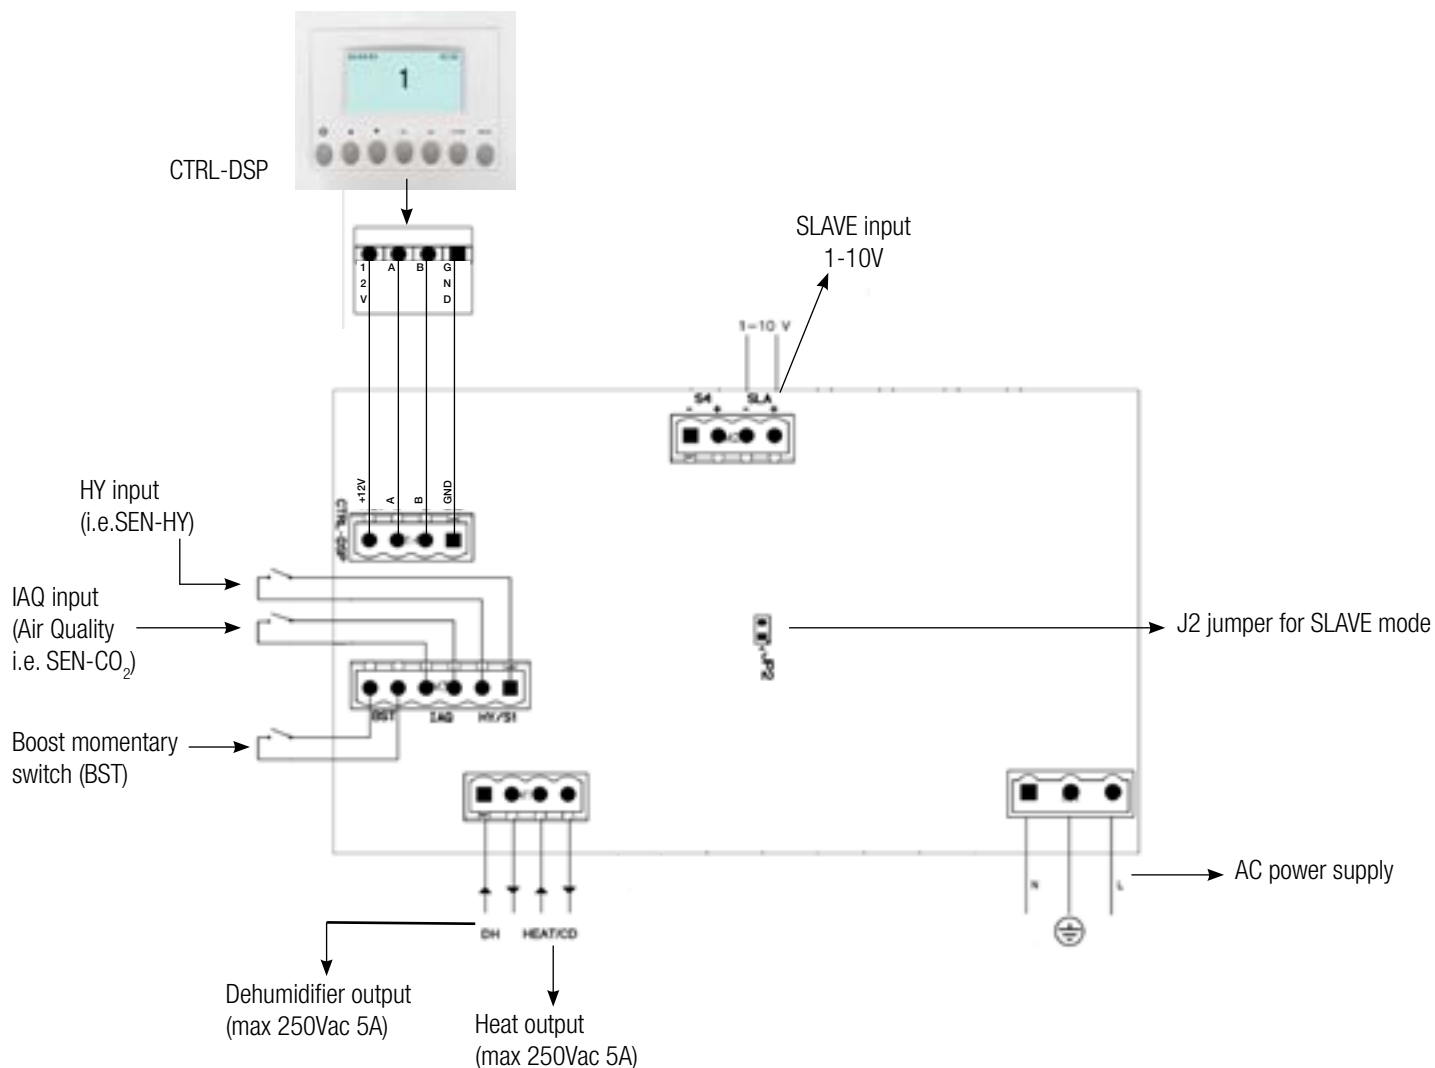 1
CTRL-DSP
SLAVE input
1-10V
12V A B GND
1-10 V
S4 SLA
- + - +
+12V A B GND
CTRL-DSP
HY input
(i.e.SEN-HY)
IAQ input
(Air Quality
i.e. SEN-CO₂)
J2 jumper for SLAVE mode
JP2
BST IAQ HY/S1
Boost momentary
switch (BST)
N L
AC power supply
DH HEAT/CD
Dehumidifier output
(max 250Vac 5A)
Heat output
(max 250Vac 5A)